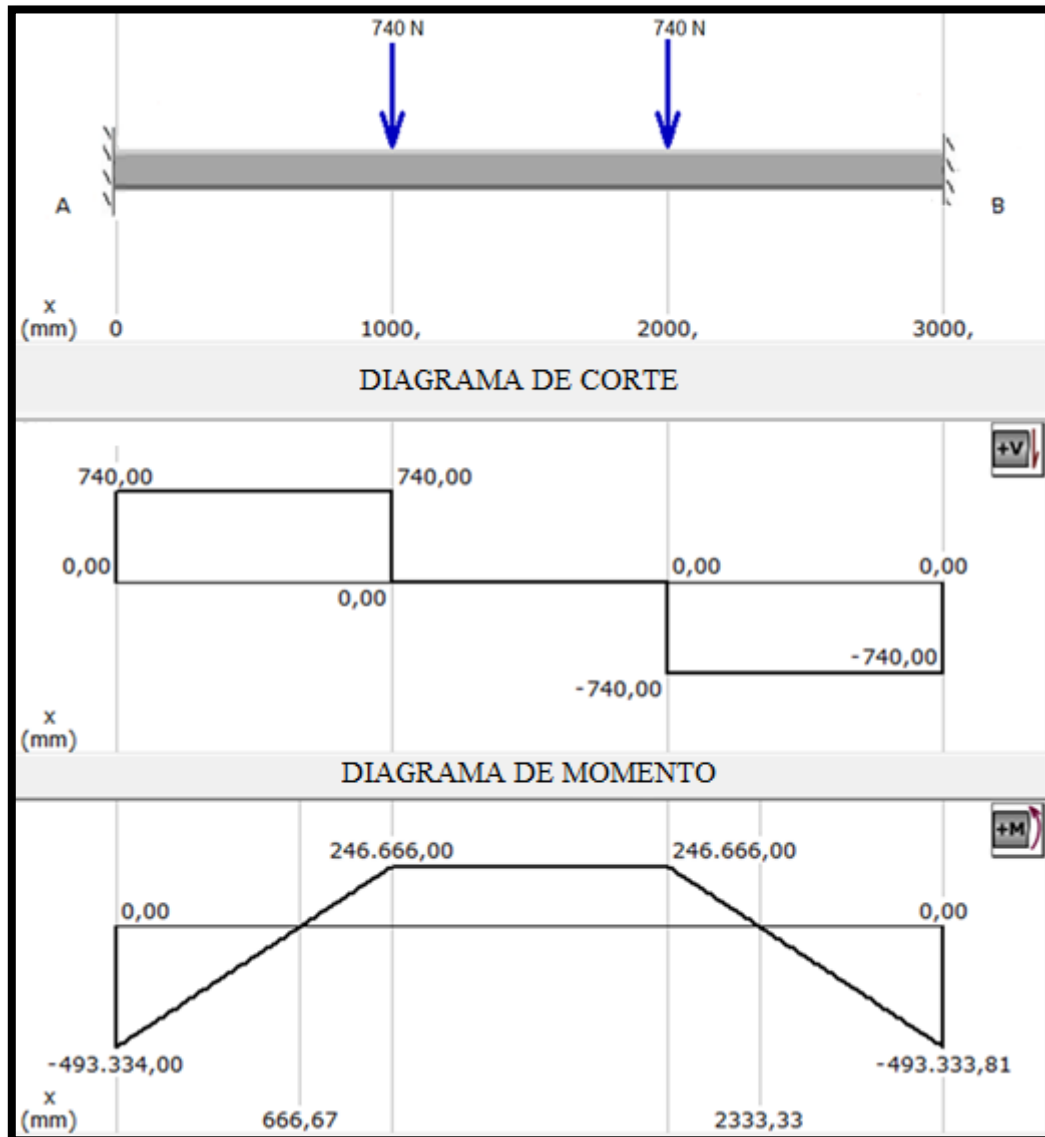 740 N 740 N
A B
x
(mm) 0 1000, 2000, 3000,
DIAGRAMA DE CORTE
+V
740,00 740,00
0,00 0,00 0,00
0,00
-740,00
-740,00
x
(mm)
DIAGRAMA DE MOMENTO
+M
246.666,00 246.666,00
0,00 0,00
-493.334,00 -493.333,81
x
(mm) 666,67 2333,33